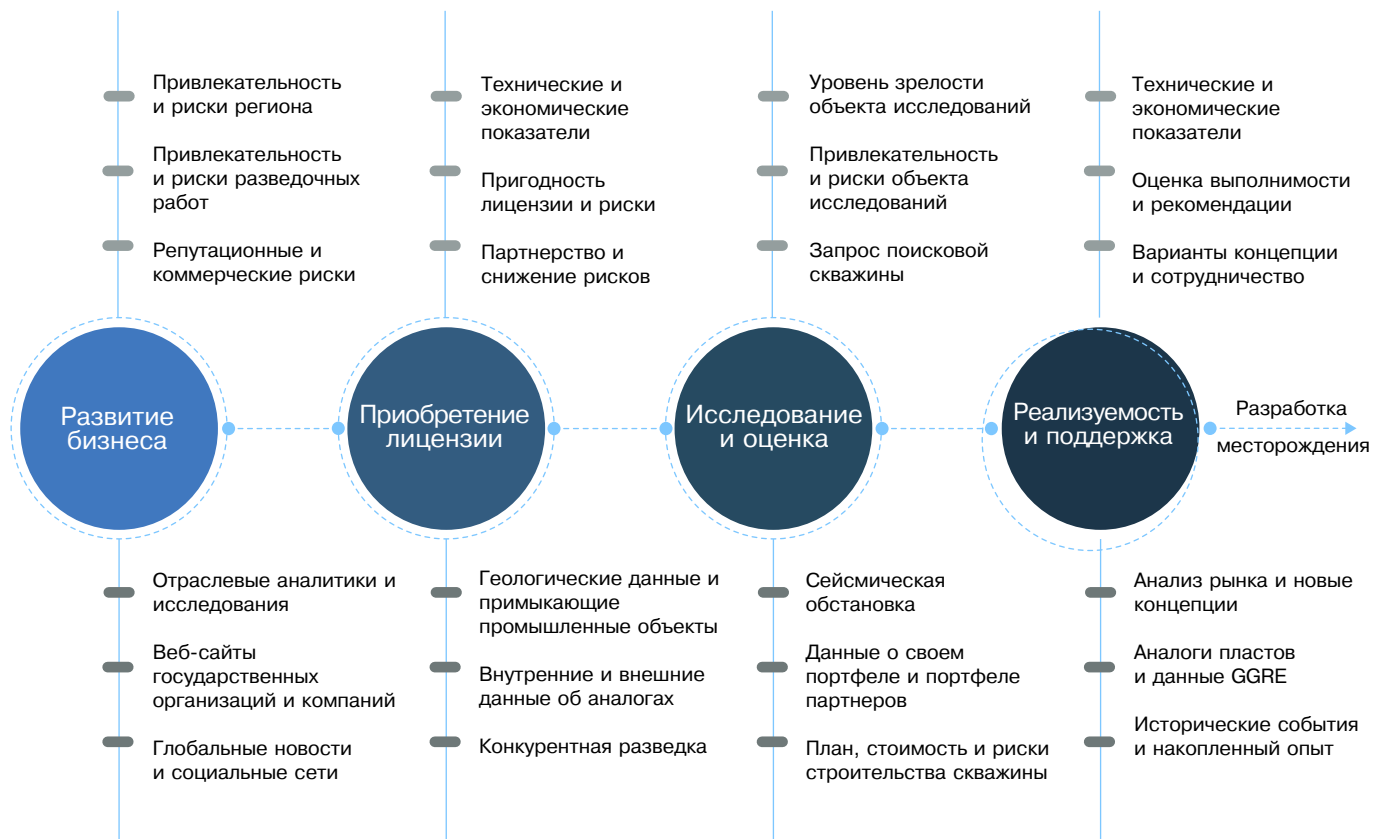 Привлекательность
и риски региона
Привлекательность
и риски разведочных
работ
Репутационные и
коммерческие риски
Технические и
экономические
показатели
Пригодность
лицензии и риски
Партнерство и
снижение рисков
Уровень зрелости
объекта исследований
Привлекательность
и риски объекта
исследований
Запрос поисковой
скважины
Технические и
экономические
показатели
Оценка выполнимости
и рекомендации
Варианты концепции
и сотрудничество
Развитие
бизнеса
Приобретение
лицензии
Исследование
и оценка
Реализуемость
и поддержка
Разработка
месторождения
Отраслевые аналитики и
исследования
Веб-сайты
государственных
организаций и компаний
Глобальные новости
и социальные сети
Геологические данные и
примыкающие
промышленные объекты
Внутренние и внешние
данные об аналогах
Конкурентная разведка
Сейсмическая
обстановка
Данные о своем
портфеле и портфеле
партнеров
План, стоимость и риски
строительства скважины
Анализ рынка и новые
концепции
Аналоги пластов
и данные GGRE
Исторические события
и накопленный опыт